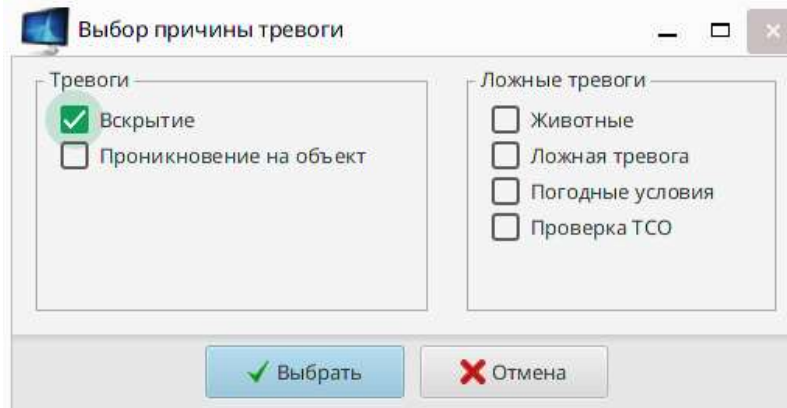 Выбор причины тревоги
Тревоги
Вскрытие
Проникновение на объект
Ложные тревоги
Животные
Ложная тревога
Погодные условия
Проверка ТСО
Выбрать
Отмена